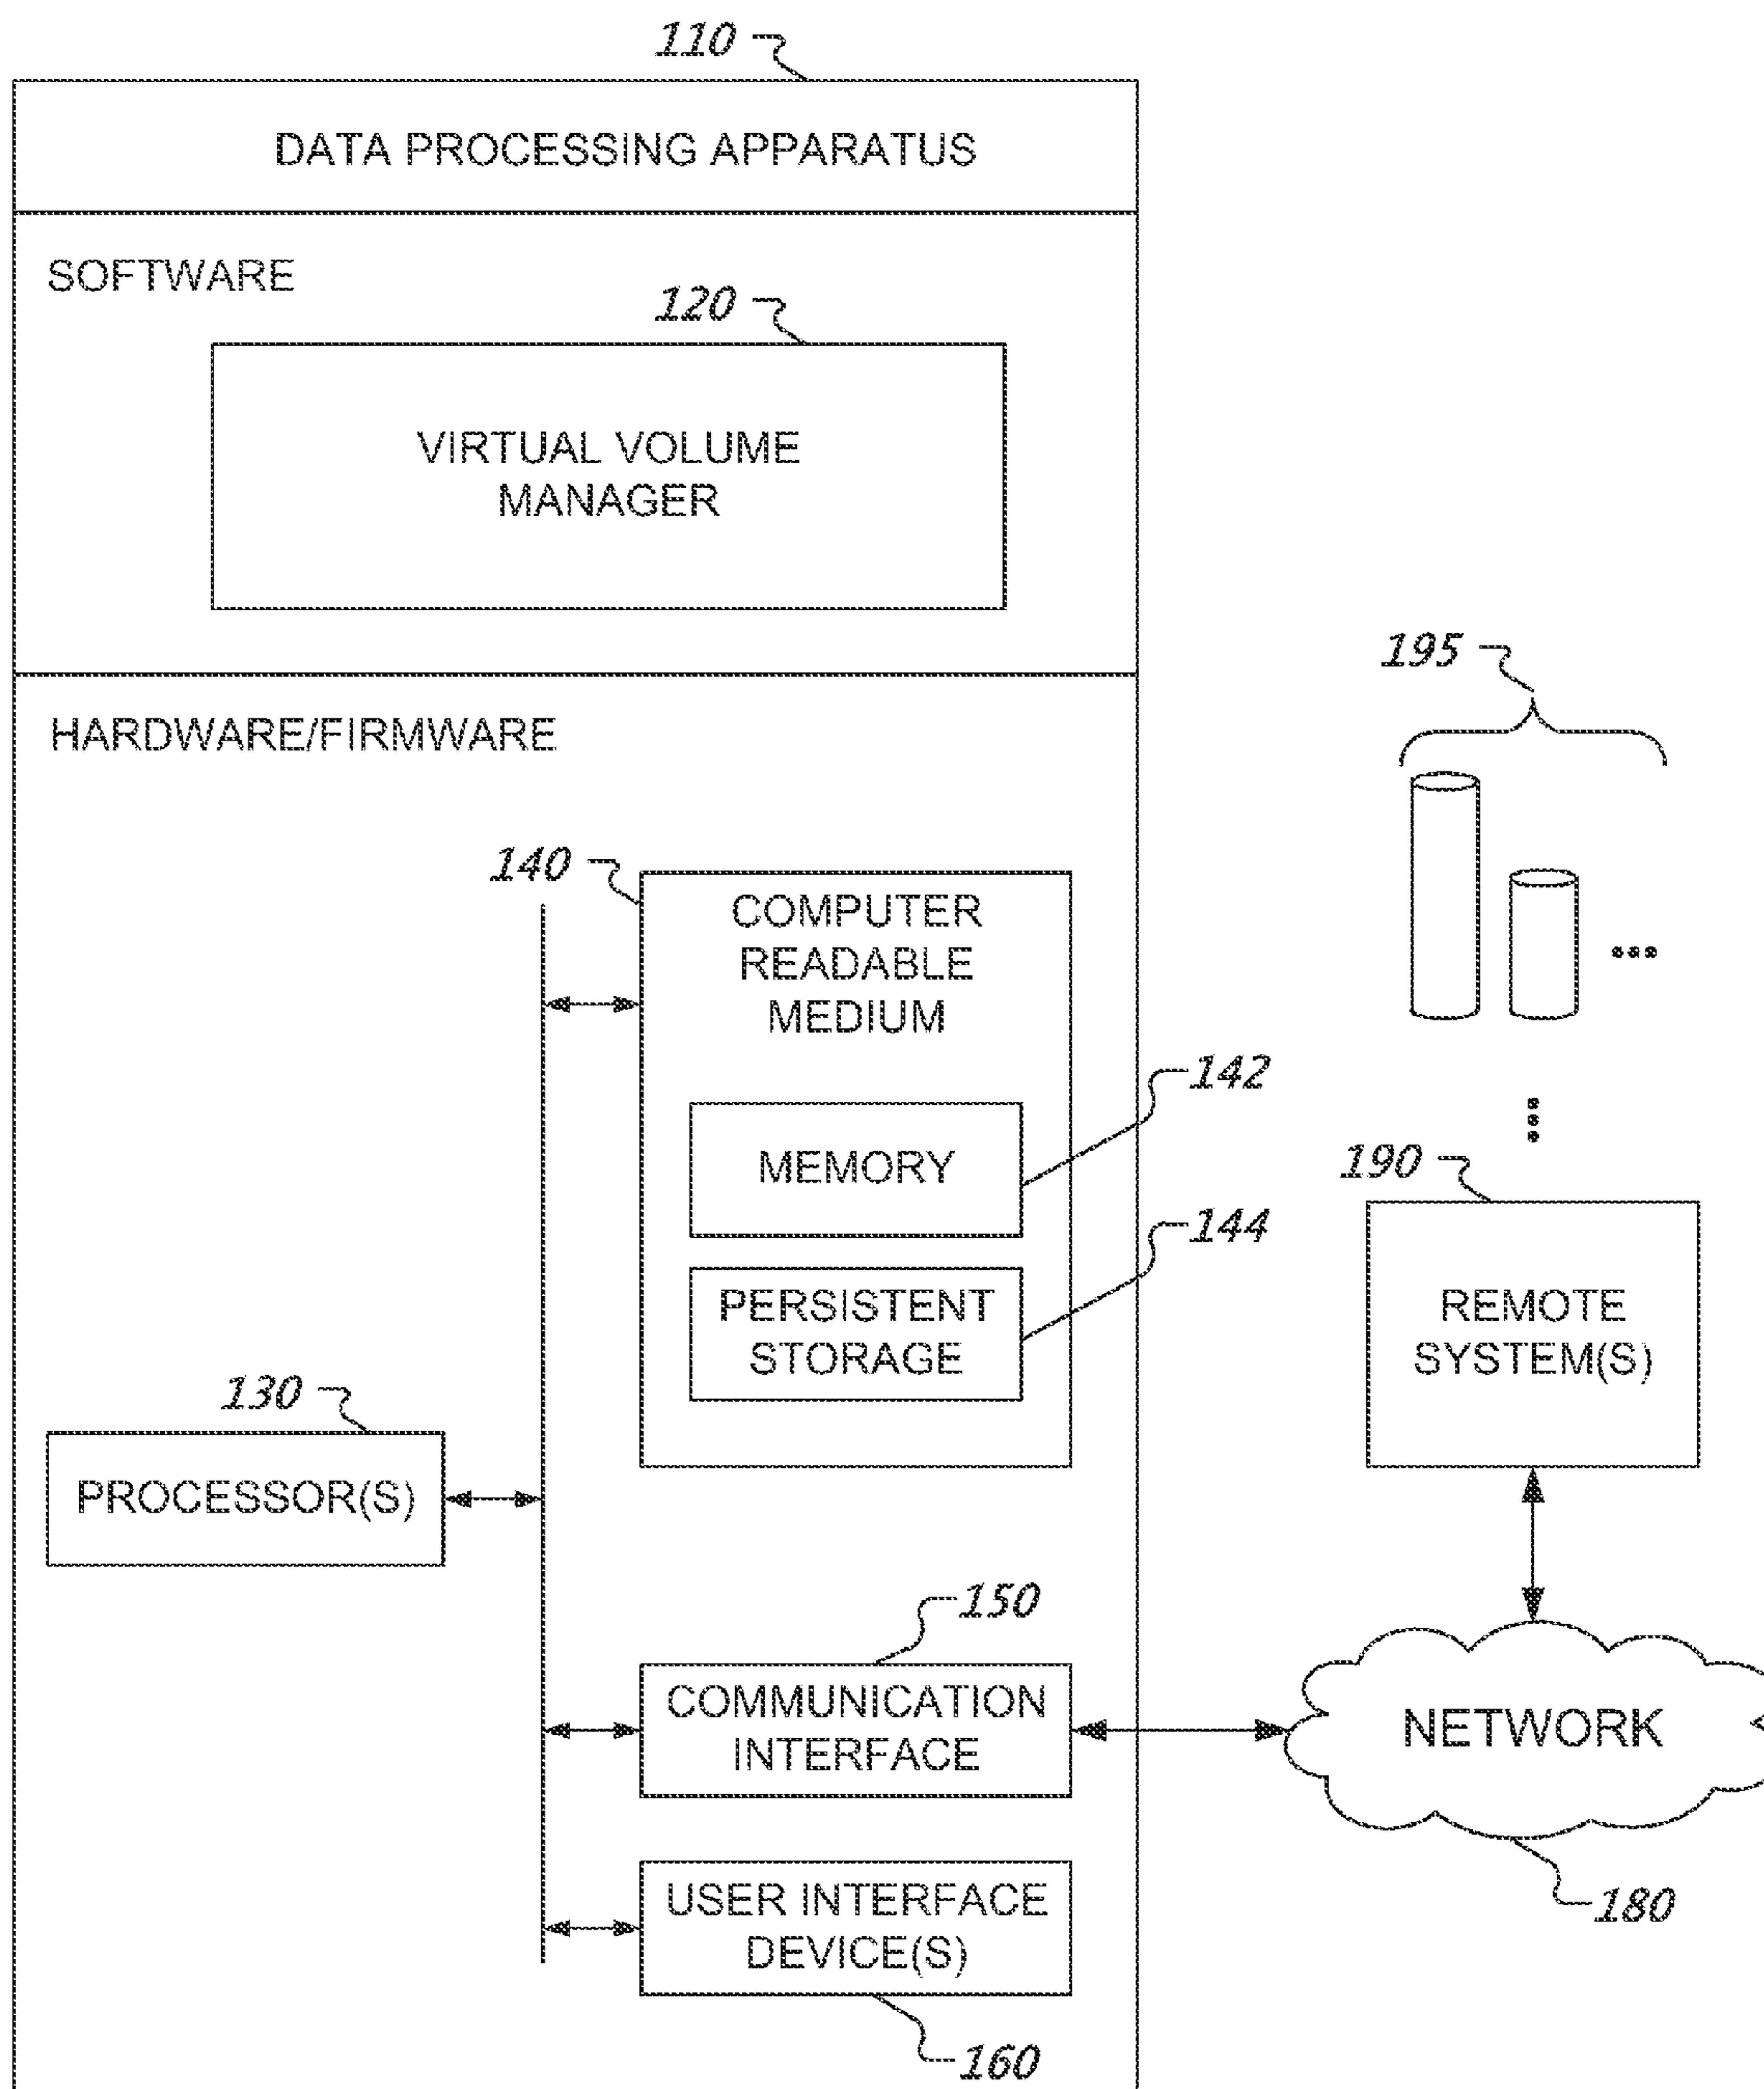 110
DATA PROCESSING APPARATUS
SOFTWARE
120
VIRTUAL VOLUME
MANAGER
HARDWARE/FIRMWARE
195
140
COMPUTER
READABLE
MEDIUM
142
MEMORY
144
PERSISTENT
STORAGE
190
REMOTE
SYSTEM(S)
130
PROCESSOR(S)
150
COMMUNICATION
INTERFACE
NETWORK
180
USER INTERFACE
DEVICE(S)
160